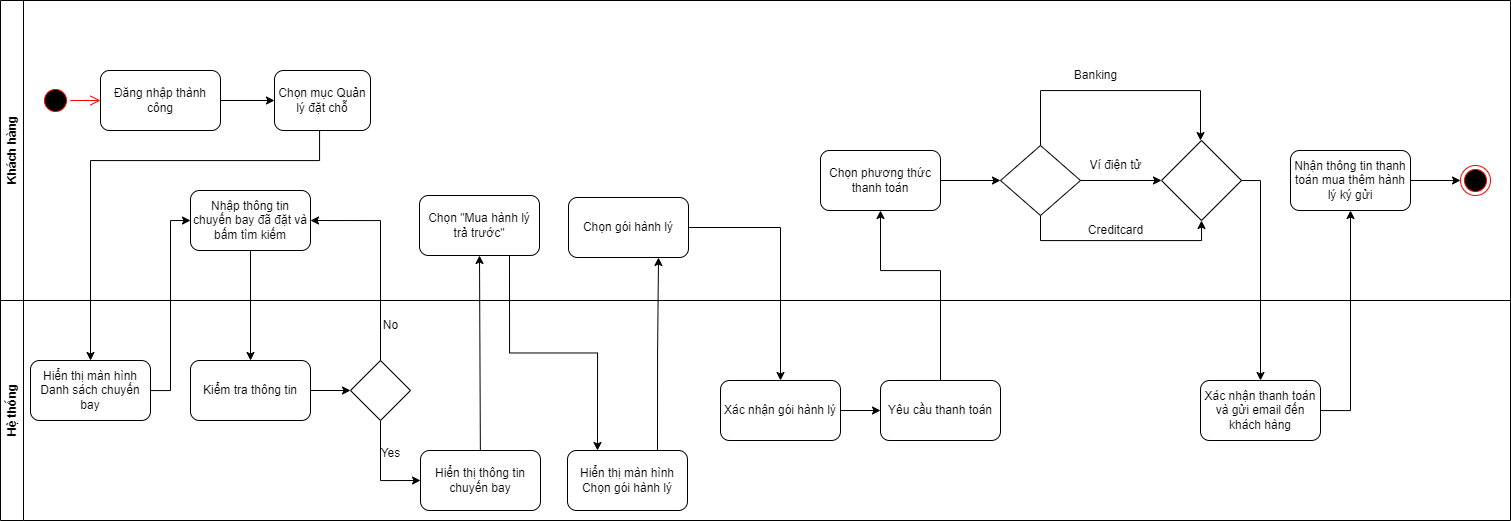 Khách hàng
Đăng nhập thành
công
Chọn mục Quản
lý đặt chỗ
Nhập thông tin
chuyến bay đã đặt và
bấm tìm kiếm
Chọn "Mua hành lý
trả trước"
Chọn gói hành lý
Chọn phương thức
thanh toán
Banking
Ví điện tử
Creditcard
Nhận thông tin thanh
toán mua thêm hành
lý ký gửi
Hệ thống
Hiển thị màn hình
Danh sách chuyến
bay
Kiểm tra thông tin
No
Yes
Hiển thị thông tin
chuyến bay
Hiển thị màn hình
Chọn gói hành lý
Xác nhận gói hành lý
Yêu cầu thanh toán
Xác nhận thanh toán
và gửi email đến
khách hàng